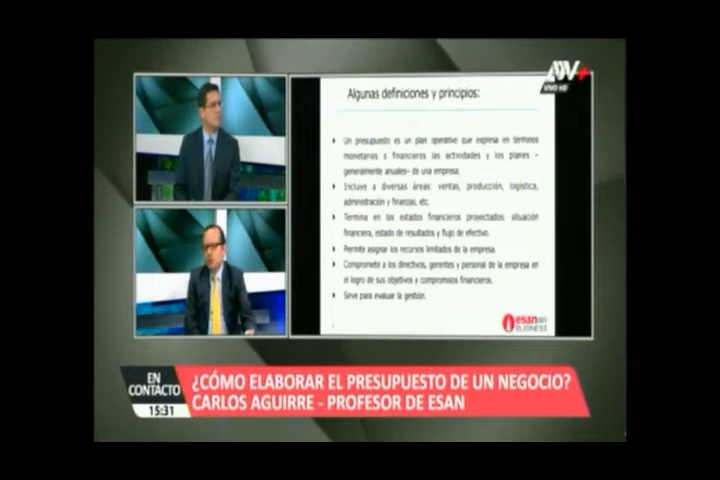 ATV+
VIVO HD
Algunas definiciones y principios:
Un presupuesto es un plan operativo que expresa en términos
monetarios o financieros las actividades y los planes –
generalmente anuales– de una empresa.
Incluye a diversas áreas: ventas, producción, logística,
administración y finanzas, etc.
Termina en los estados financieros proyectados: situación
financiera, estado de resultados y flujo de efectivo.
Permite asignar los recursos limitados de la empresa.
Compromete a los directivos, gerentes y personal de la empresa en
el logro de sus objetivos y compromisos financieros.
Sirve para evaluar la gestión.
esan
BUSINESS
EN
CONTACTO
15:31
¿CÓMO ELABORAR EL PRESUPUESTO DE UN NEGOCIO?
CARLOS AGUIRRE - PROFESOR DE ESAN